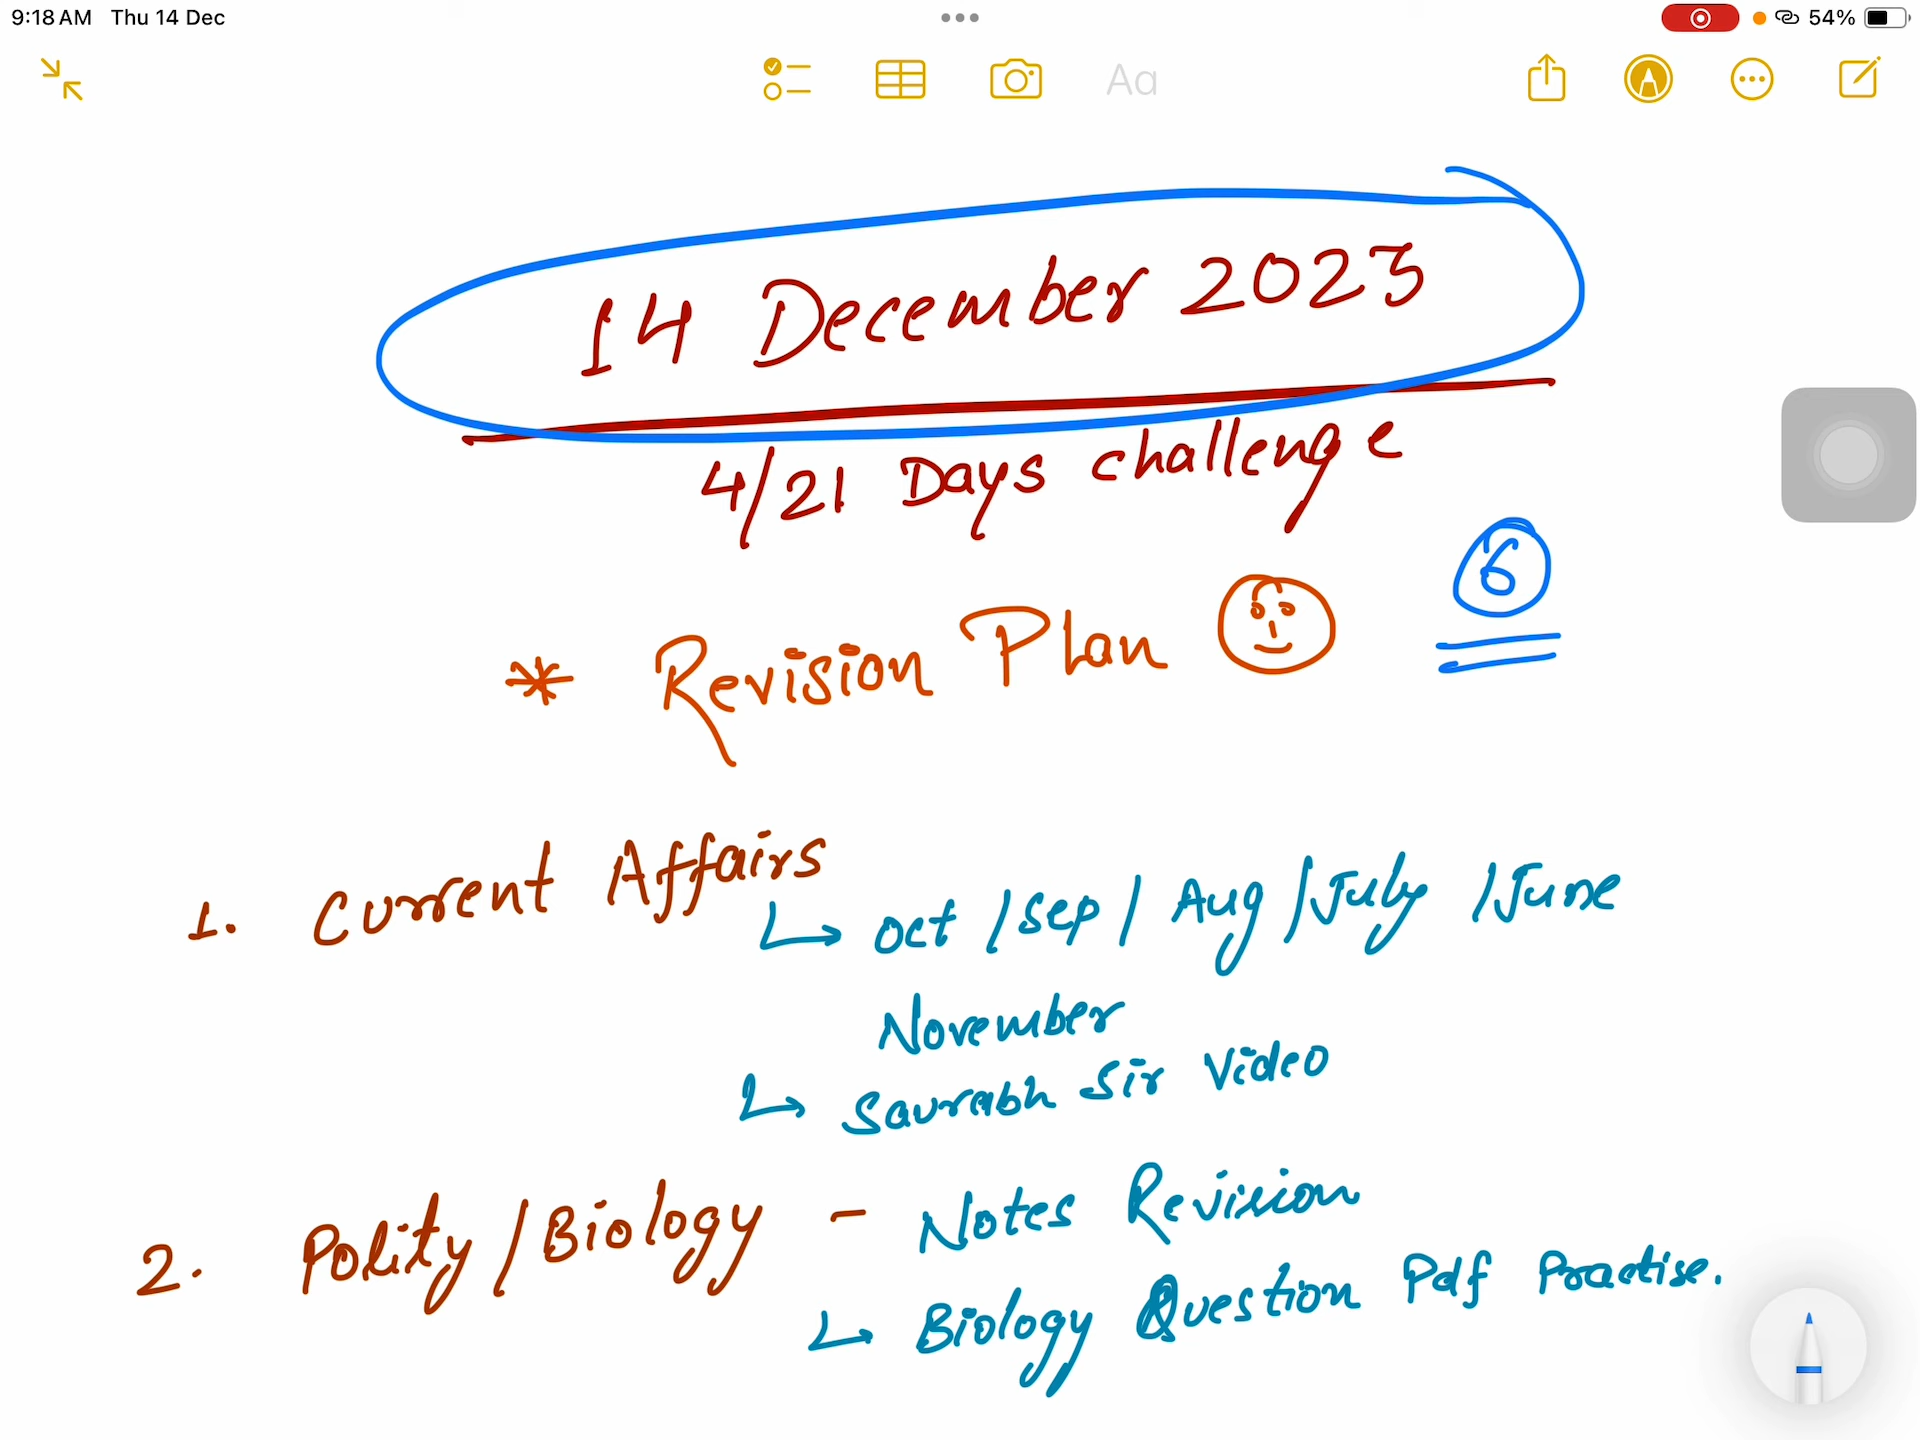 9:18 AM Thu 14 Dec 54%
Aa
14 December 2023
4/21 Days challenge
6
* Revision Plan
1. Current Affairs
Oct / Sep / Aug / July / June
November
Saurabh Sir Video
2. Polity / Biology - Notes Revision
Biology Question Pdf Practise.